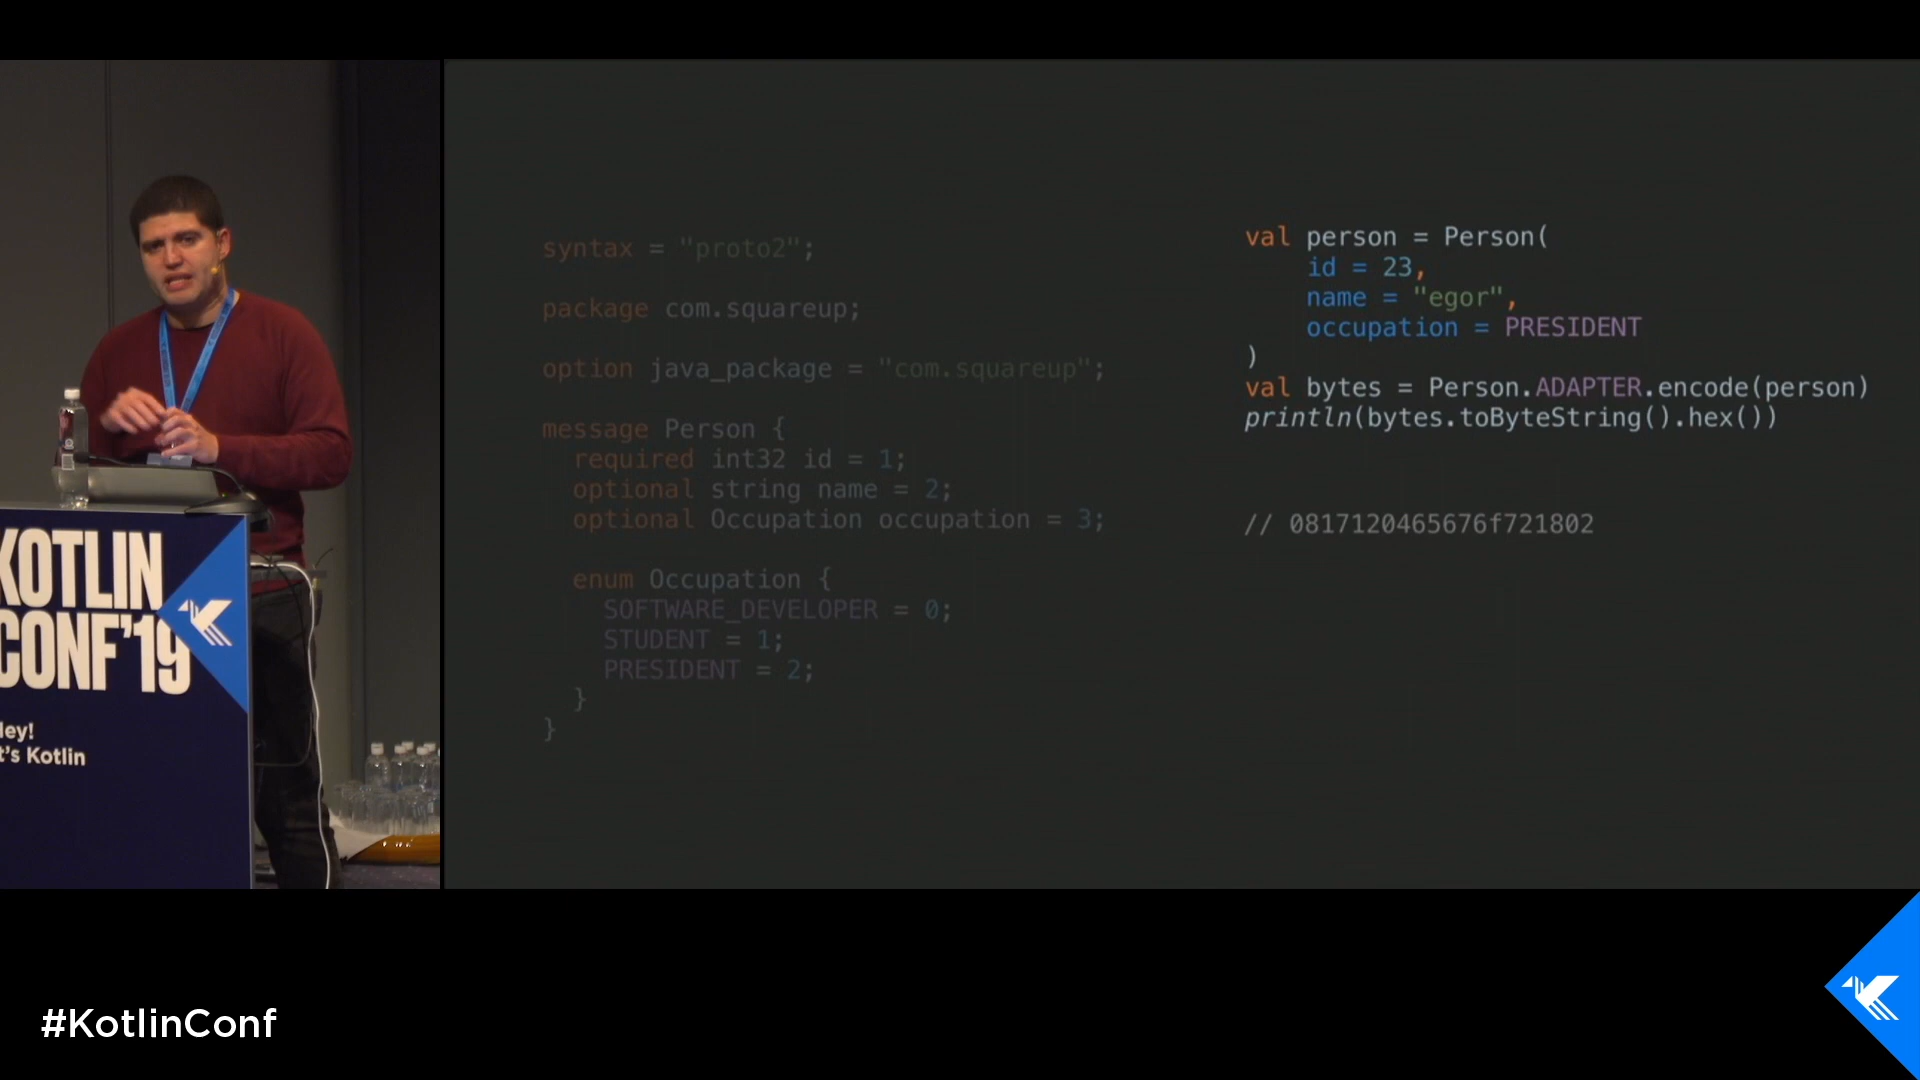 syntax = "proto2";
package com.squareup;
option java_package = "com.squareup";
message Person {
required int32 id = 1;
optional string name = 2;
optional Occupation occupation = 3;
enum Occupation {
SOFTWARE_DEVELOPER = 0;
STUDENT = 1;
PRESIDENT = 2;
}
}
val person = Person(
id = 23,
name = "egor",
occupation = PRESIDENT
)
val bytes = Person.ADAPTER.encode(person)
println(bytes.toByteString().hex())
// 0817120465676f721802
KOTLIN
CONF'19
ley!
t's Kotlin
#KotlinConf